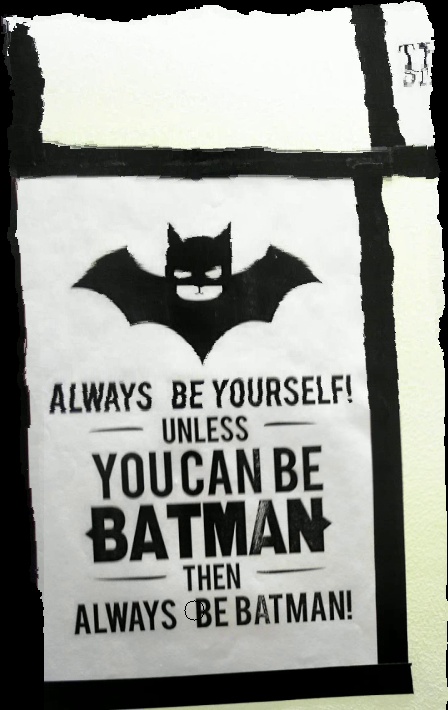 ALWAYS BE YOURSELF!
UNLESS
YOU CAN BE
BATMAN
THEN
ALWAYS BE BATMAN!